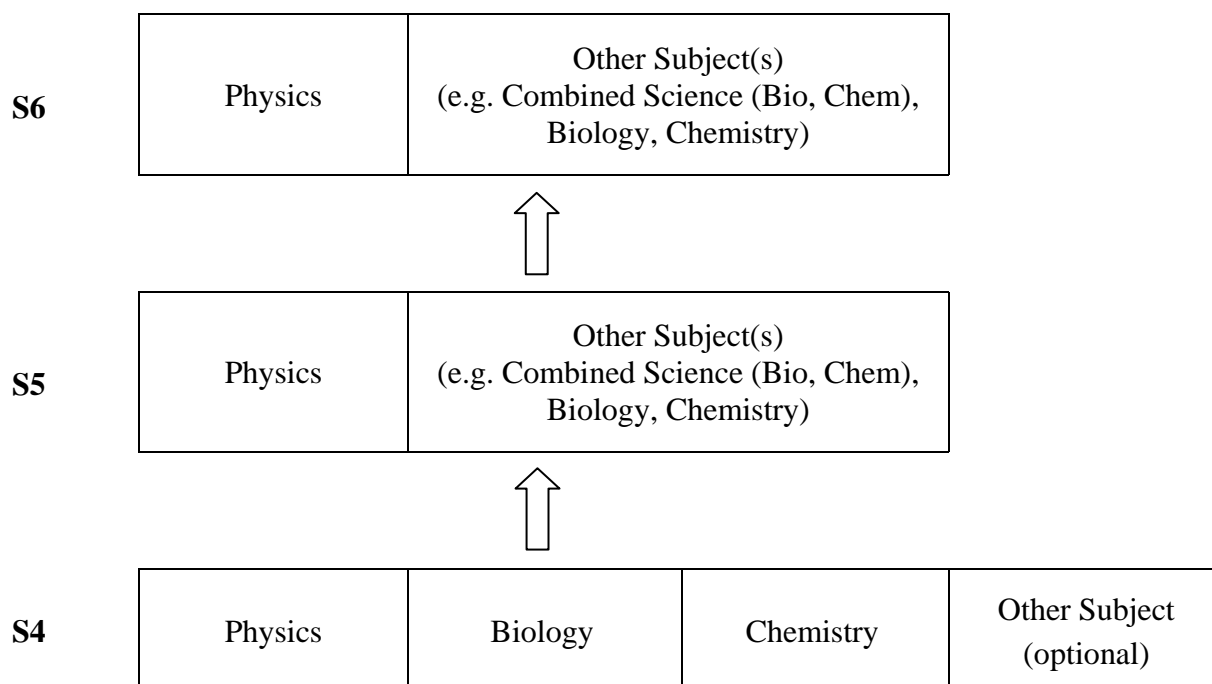 S6
Physics
Other Subject(s)
(e.g. Combined Science (Bio, Chem),
Biology, Chemistry)
S5
Physics
Other Subject(s)
(e.g. Combined Science (Bio, Chem),
Biology, Chemistry)
S4
Physics
Biology
Chemistry
Other Subject
(optional)